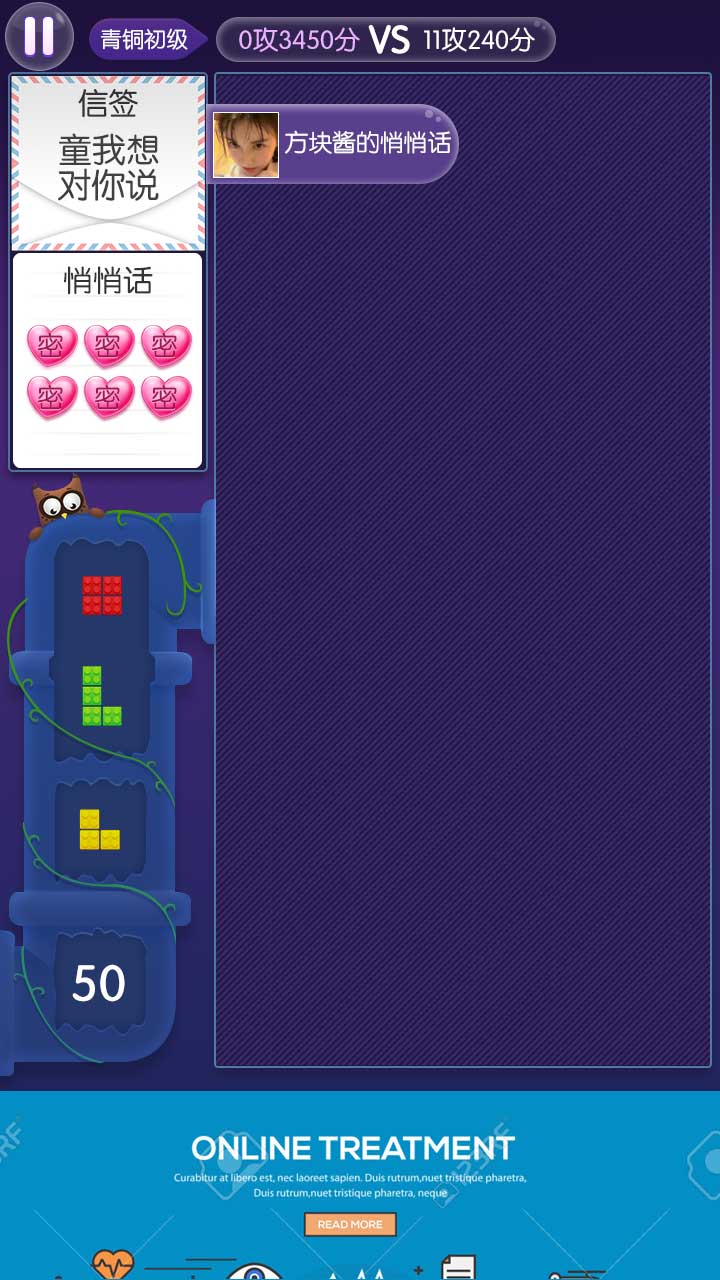 青铜初级
0攻3450分 VS 11攻240分
信签
童我想
对你说
方块酱的悄悄话
悄悄话
密 密 密
密 密 密
50
ONLINE TREATMENT
Curabitur at libero est, nec laoreet sapien. Duis rutrum,nuet tristique pharetra,
Duis rutrum,nuet tristique pharetra, neque
READ MORE